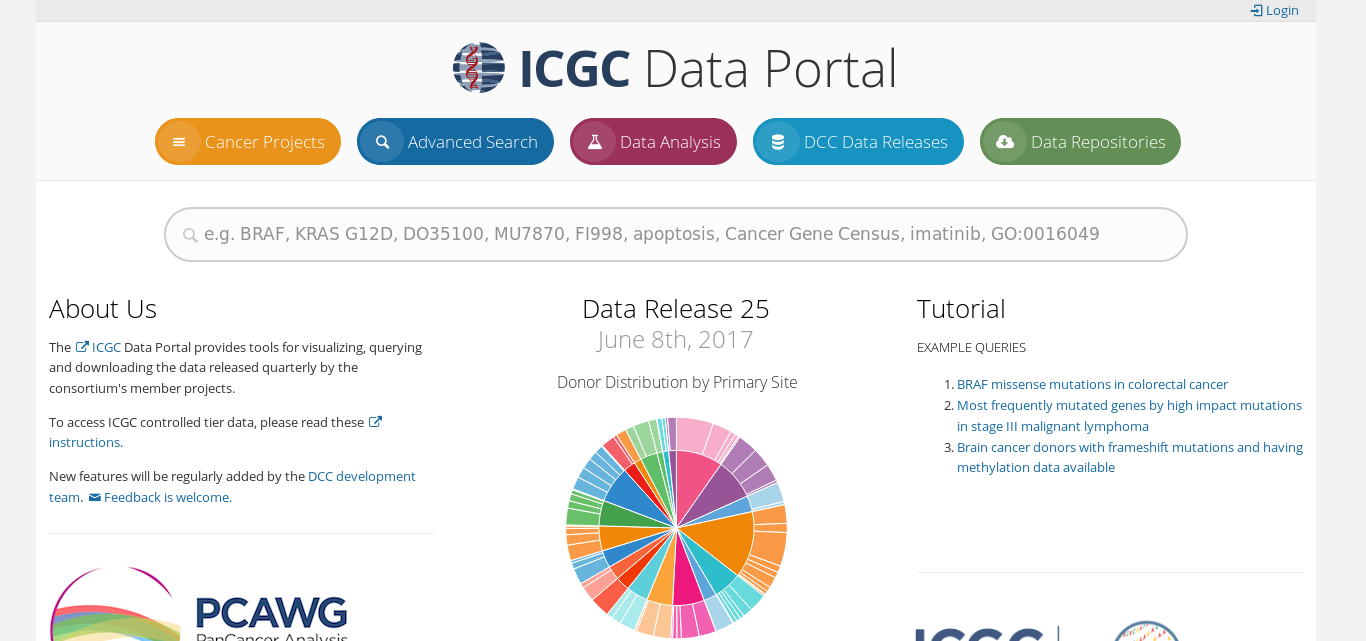 Login
ICGC Data Portal
Cancer Projects
Advanced Search
Data Analysis
DCC Data Releases
Data Repositories
e.g. BRAF, KRAS G12D, DO35100, MU7870, FI998, apoptosis, Cancer Gene Census, imatinib, GO:0016049
About Us
The ICGC Data Portal provides tools for visualizing, querying
and downloading the data released quarterly by the
consortium's member projects.
To access ICGC controlled tier data, please read these
instructions.
New features will be regularly added by the DCC development
team. Feedback is welcome.
PCAWG
PanCancer Analysis
Data Release 25
June 8th, 2017
Donor Distribution by Primary Site
Tutorial
EXAMPLE QUERIES
1. BRAF missense mutations in colorectal cancer
2. Most frequently mutated genes by high impact mutations
in stage III malignant lymphoma
3. Brain cancer donors with frameshift mutations and having
methylation data available
ICGC